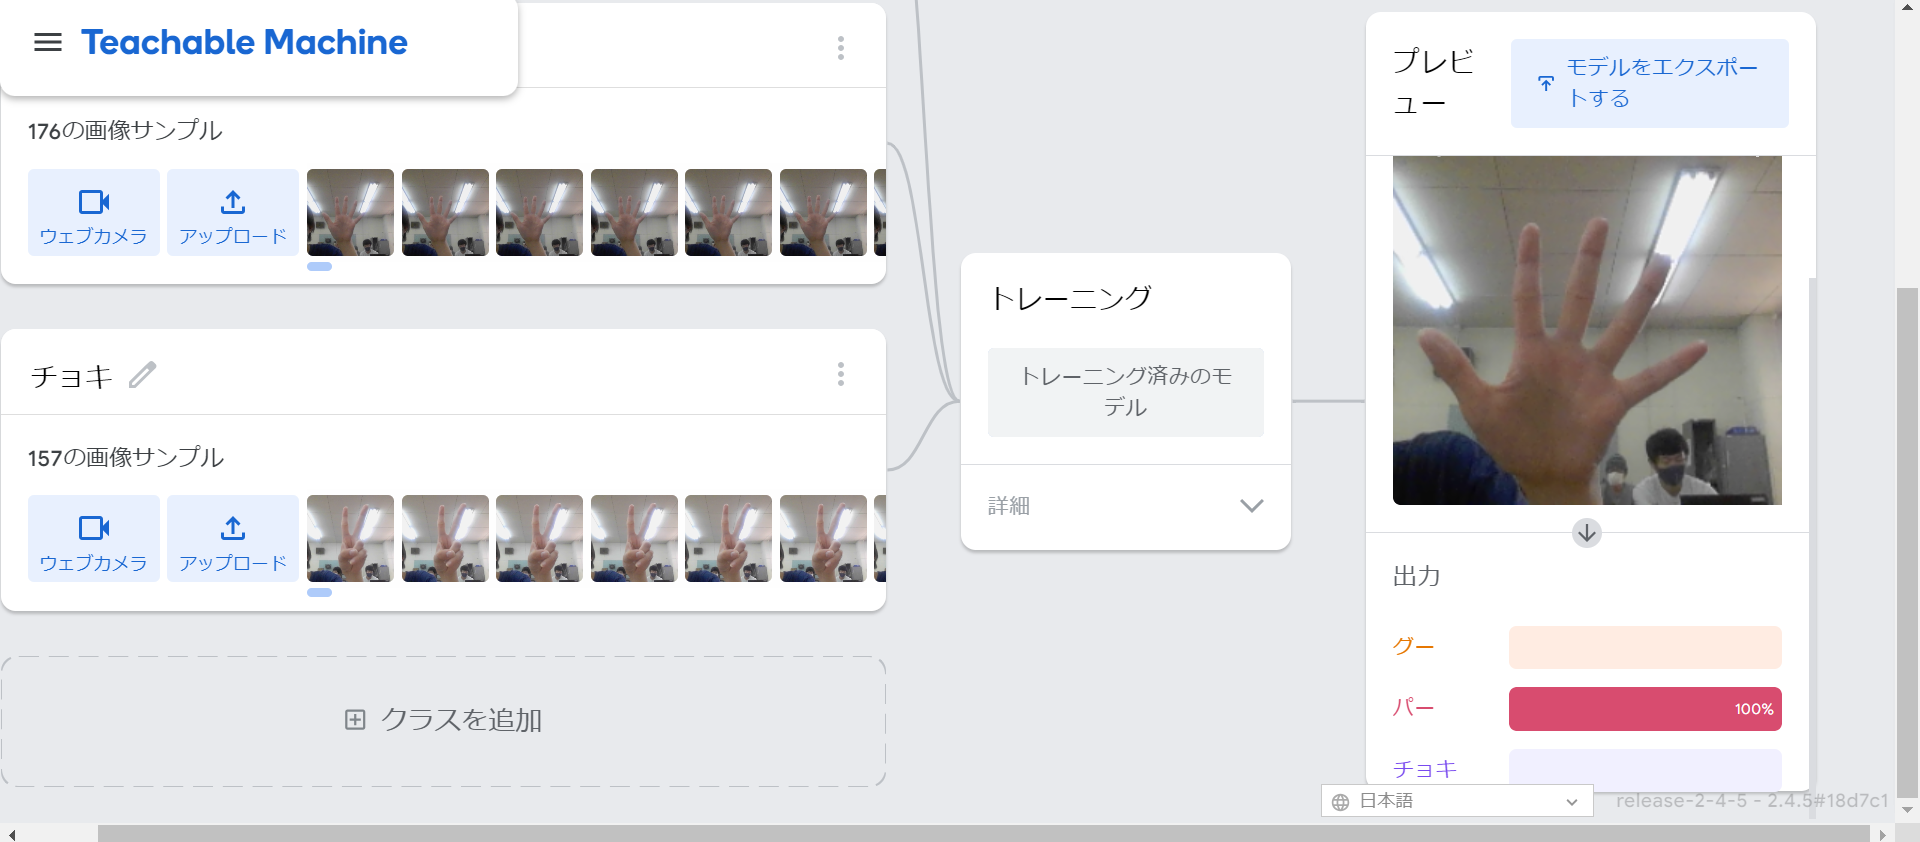 Teachable Machine
176の画像サンプル
ウェブカメラ
アップロード
チョキ
157の画像サンプル
ウェブカメラ
アップロード
クラスを追加
トレーニング
トレーニング済みのモ
デル
詳細
プレビ
ュー
モデルをエクスポー
トする
出力
グー
パー
100%
チョキ
日本語
release-2-4-5 - 2.4.5#18d7c1